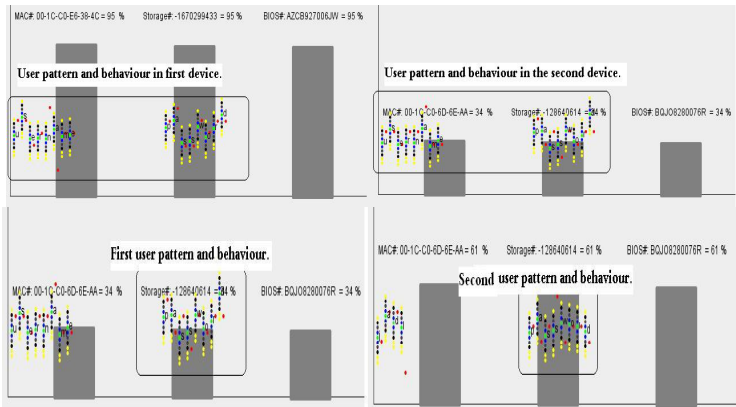 MAC#: 00-1C-C0-E6-38-4C = 95 % Storage#: -1670299433 = 95 % BIOS#: AZCB927006JW = 95 %
User pattern and behaviour in first device.
User pattern and behaviour in the second device.
MAC#: 00-1C-C0-6D-6E-AA = 34 % Storage#: -128640614 = 34 % BIOS#: BQJO8280076R = 34 %
First user pattern and behaviour.
MAC#: 00-1C-C0-6D-6E-AA = 34 % Storage#: -128640614 = 34 % BIOS#: BQJO8280076R = 34 %
MAC#: 00-1C-C0-6D-6E-AA = 61 % Storage#: -128640614 = 61 % BIOS#: BQJO8280076R = 61 %
Second user pattern and behaviour.